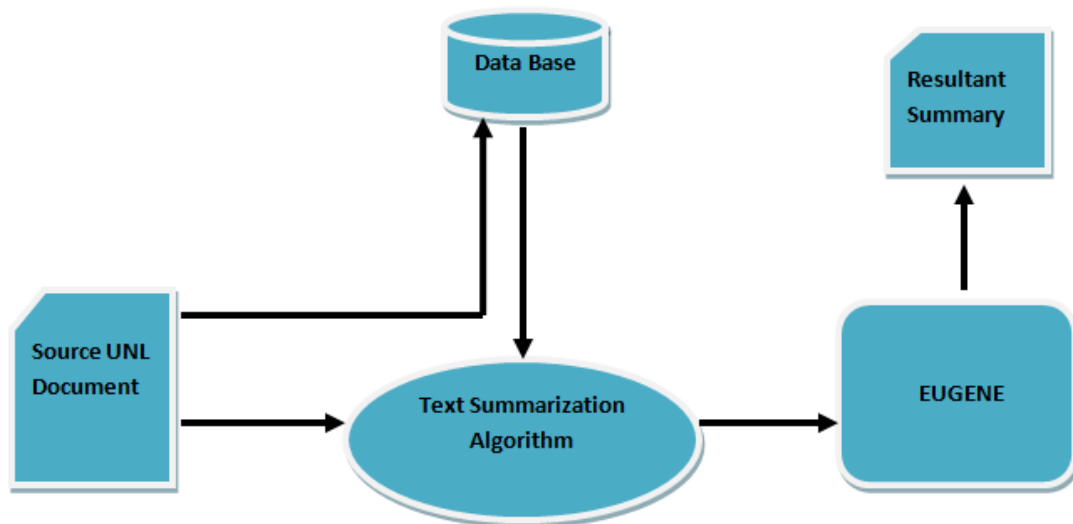 Data Base
Resultant
Summary
Source UNL
Document
Text Summarization
Algorithm
EUGENE